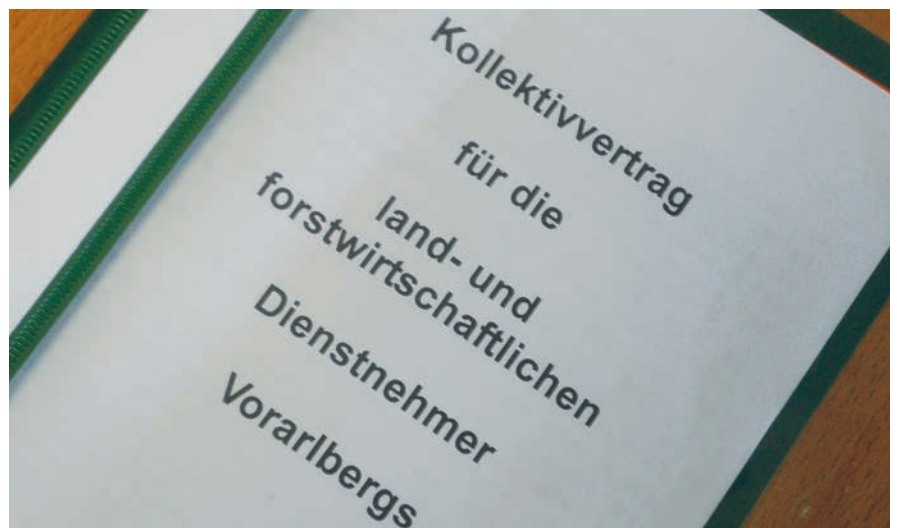 Kollektivvertrag
für die
land- und
forstwirtschaftlichen
Dienstnehmer
Vorarlbergs